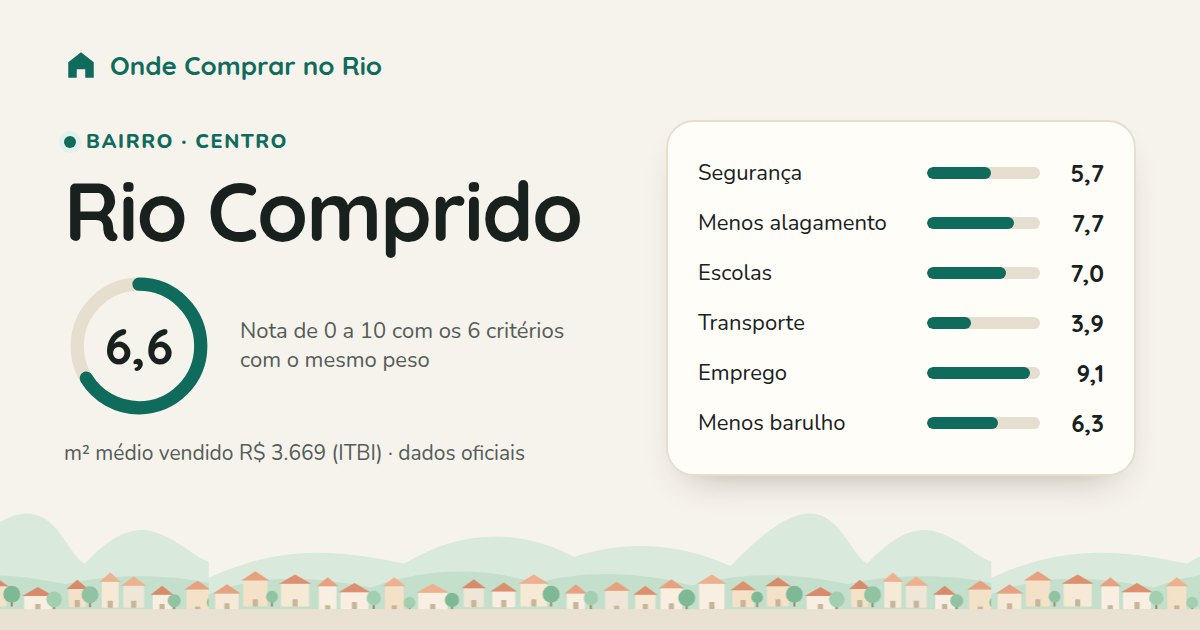 Onde Comprar no Rio
BAIRRO · CENTRO
Rio Comprido
6,6
Nota de 0 a 10 com os 6 critérios
com o mesmo peso
m² médio vendido R$ 3.669 (ITBI) · dados oficiais
Segurança 5,7
Menos alagamento 7,7
Escolas 7,0
Transporte 3,9
Emprego 9,1
Menos barulho 6,3